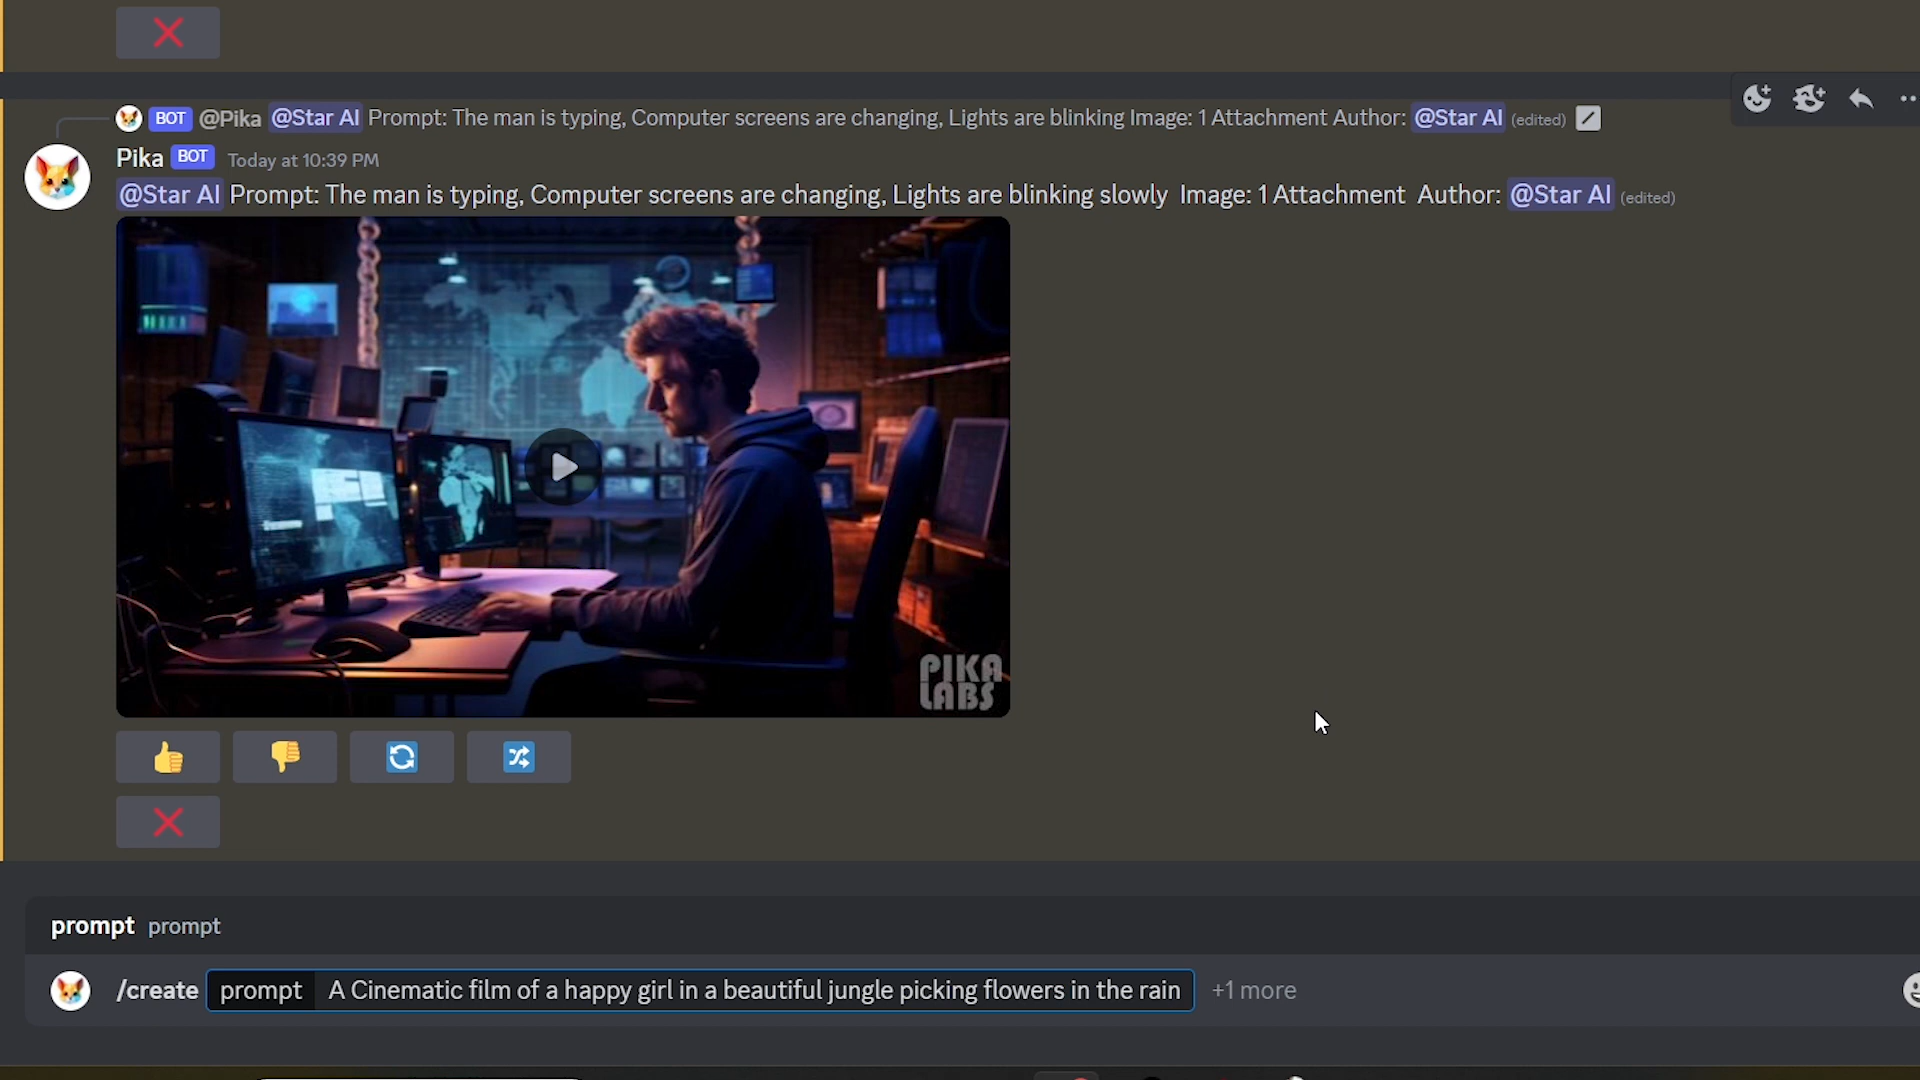 BOT @Pika @Star AI Prompt: The man is typing, Computer screens are changing, Lights are blinking Image: 1 Attachment Author: @Star AI (edited)
Pika BOT Today at 10:39 PM
@Star AI Prompt: The man is typing, Computer screens are changing, Lights are blinking slowly Image: 1 Attachment Author: @Star AI (edited)
PIKA
LABS
prompt prompt
/create prompt A Cinematic film of a happy girl in a beautiful jungle picking flowers in the rain +1 more